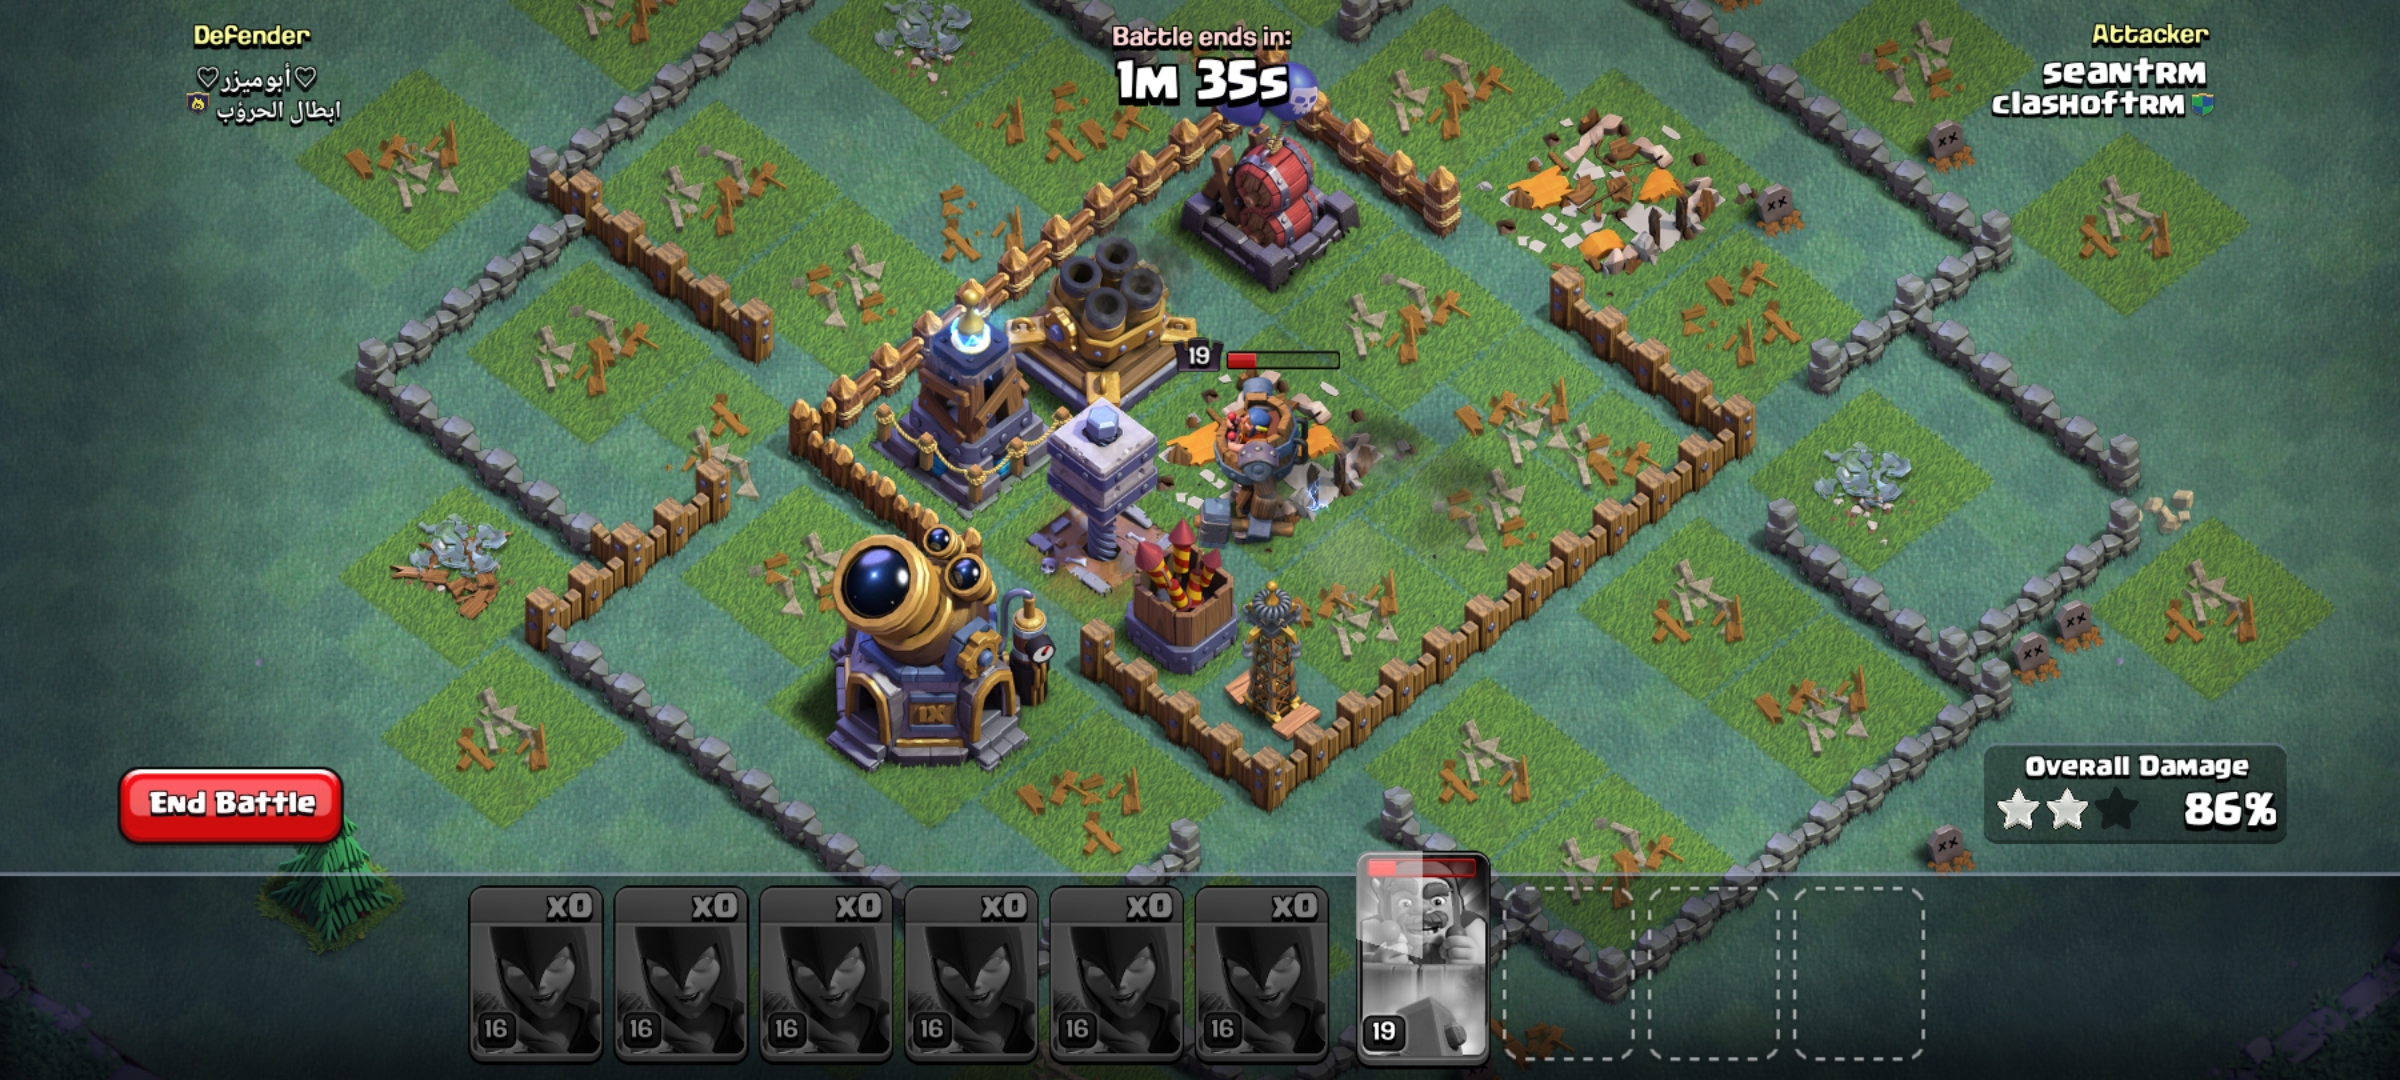 Defender
♡أبوميزر♡
ابطال الحرۆب
Battle ends in:
1M 35s
Attacker
seantRM
clashoftRM
19
IX
End Battle
Overall Damage
86%
x0
x0
x0
x0
x0
x0
16
16
16
16
16
16
19